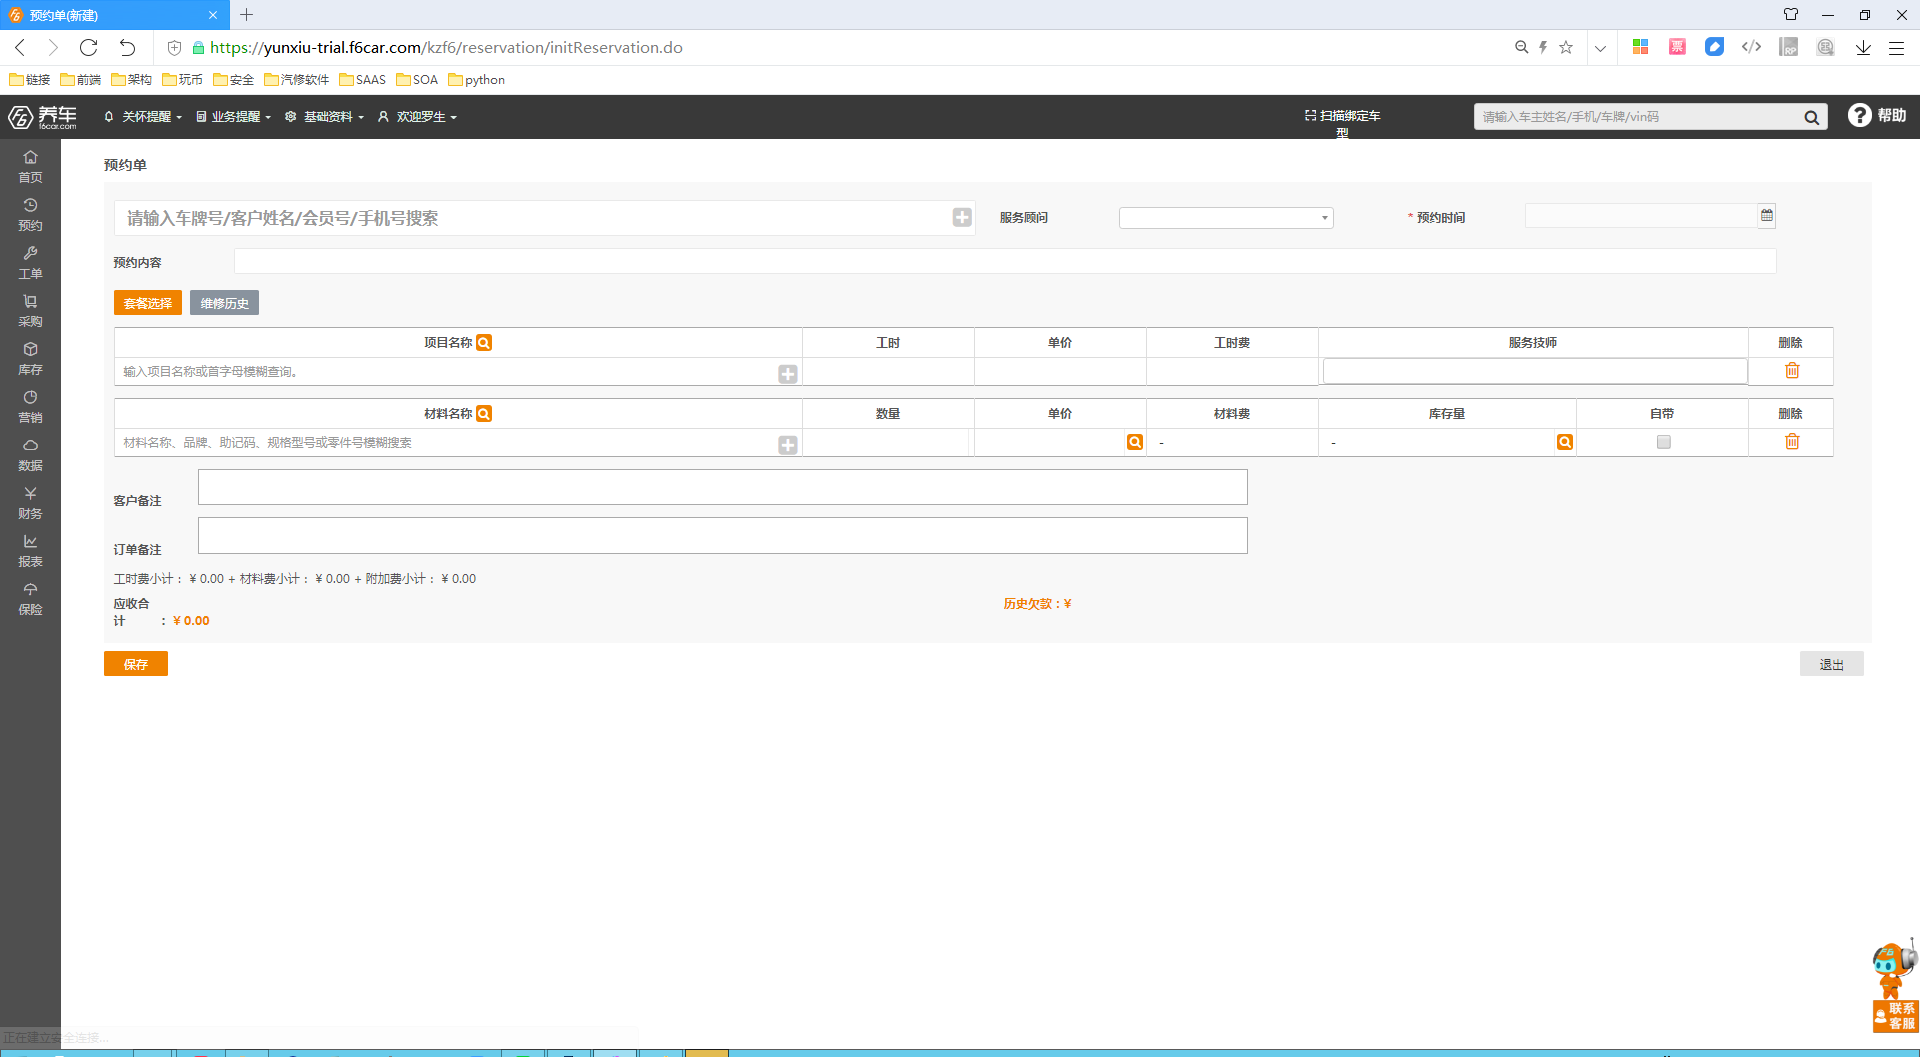 预约单(新建)
https://yunxiu-trial.f6car.com/kzf6/reservation/initReservation.do
票
RP
链接 前端 架构 玩币 安全 汽修软件 SAAS SOA python
F6 养车 f6car.com
关怀提醒 业务提醒 基础资料 欢迎罗生
扫描绑定车
型
请输入车主姓名/手机/车牌/vin码
帮助
首页
预约
工单
采购
库存
营销
数据
财务
报表
保险
预约单
请输入车牌号/客户姓名/会员号/手机号搜索 服务顾问 * 预约时间
预约内容
套餐选择 维修历史
项目名称 工时 单价 工时费 服务技师 删除
输入项目名称或首字母模糊查询。
材料名称 数量 单价 材料费 库存量 自带 删除
材料名称、品牌、助记码、规格型号或零件号模糊搜索 - -
客户备注
订单备注
工时费小计： ¥ 0.00 + 材料费小计： ¥ 0.00 + 附加费小计： ¥ 0.00
应收合
计 ： ¥ 0.00
历史欠款：¥
保存 退出
F6
联系
客服
正在建立安全连接...